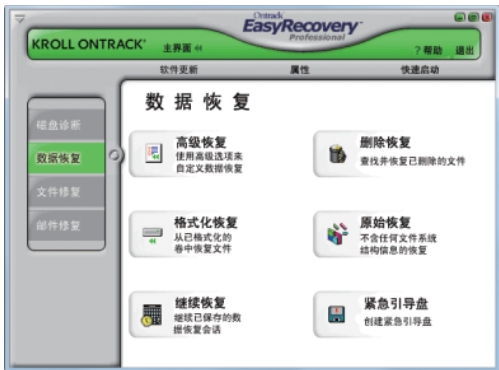 Ontrack
EasyRecovery
Professional
KROLL ONTRACK
主界面
?帮助 退出
软件更新 属性 快速启动
磁盘诊断
数据恢复
文件修复
邮件修复
数据恢复
高级恢复
使用高级选项来
自定义数据恢复
删除恢复
查找并恢复已删除的文件
格式化恢复
从已格式化的
卷中恢复文件
原始恢复
不含任何文件系统
结构信息的恢复
继续恢复
继续已保存的数
据恢复会话
紧急引导盘
创建紧急引导盘